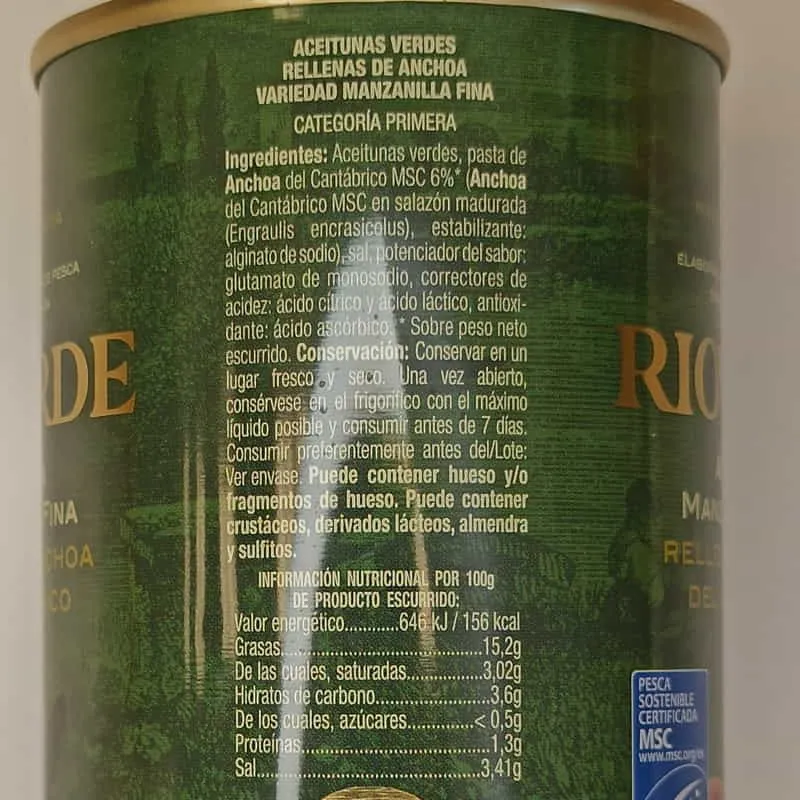 ACEITUNAS VERDES
RELLENAS DE ANCHOA
VARIEDAD MANZANILLA FINA
CATEGORÍA PRIMERA
Ingredientes: Aceitunas verdes, pasta de
Anchoa del Cantábrico MSC 6%* (Anchoa
del Cantábrico MSC en salazón madurada
(Engraulis encrasicolus), estabilizante:
alginato de sodio), sal, potenciador del sabor:
glutamato de monosodio, correctores de
acidez: ácido cítrico y ácido láctico, antioxi-
dante: ácido ascórbico. * Sobre peso neto
escurrido. Conservación: Conservar en un
lugar fresco y seco. Una vez abierto,
consérvese en el frigorífico con el máximo
líquido posible y consumir antes de 7 días.
Consumir preferentemente antes del/Lote:
Ver envase. Puede contener hueso y/o
fragmentos de hueso. Puede contener
crustáceos, derivados lácteos, almendra
y sulfitos.
INFORMACIÓN NUTRICIONAL POR 100g
DE PRODUCTO ESCURRIDO:
Valor energético............646 kJ / 156 kcal
Grasas...............................15,2g
De las cuales, saturadas............3,02g
Hidratos de carbono..................3,6g
De los cuales, azúcares...........< 0,5g
Proteínas............................1,3g
Sal..................................3,41g
PESCA
RDE
FINA
CHOA
CO
RIO
MAN
RELL
DEL
PESCA
SOSTENIBLE
CERTIFICADA
MSC
www.msc.org/es